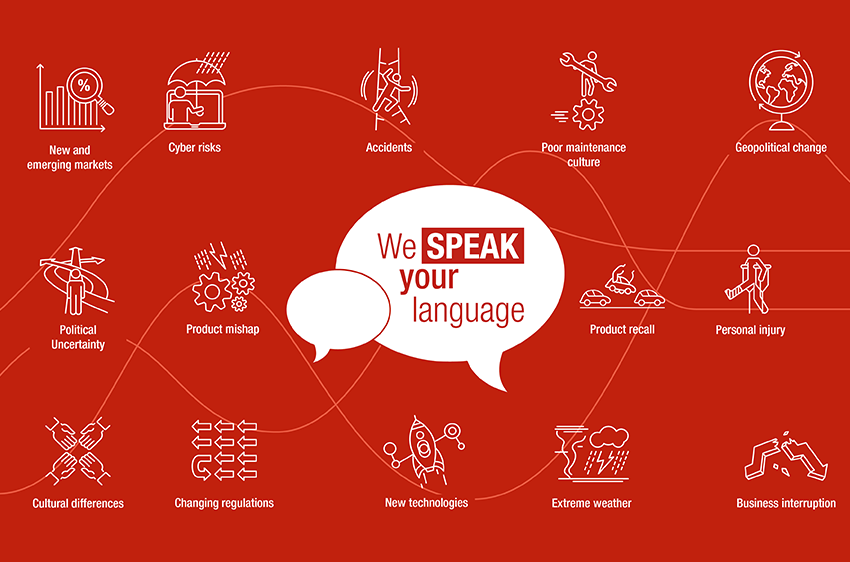 %
New and
emerging markets
Cyber risks
Accidents
Poor maintenance
culture
Geopolitical change
We SPEAK
your
language
Political
Uncertainty
Product mishap
Product recall
Personal injury
Cultural differences
Changing regulations
New technologies
Extreme weather
Business interruption